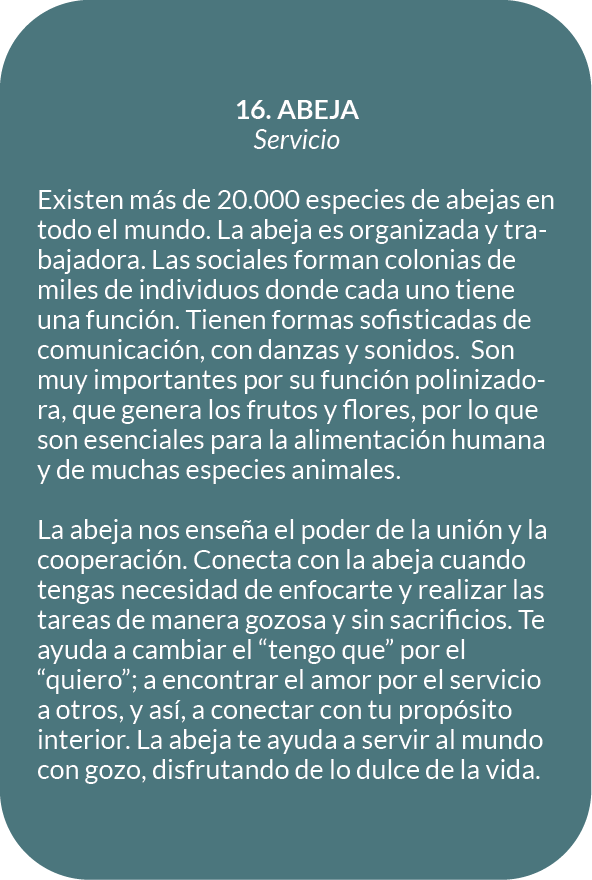 16. ABEJA
Servicio
Existen más de 20.000 especies de abejas en
todo el mundo. La abeja es organizada y tra-
bajadora. Las sociales forman colonias de
miles de individuos donde cada uno tiene
una función. Tienen formas sofisticadas de
comunicación, con danzas y sonidos.  Son
muy importantes por su función polinizado-
ra, que genera los frutos y flores, por lo que
son esenciales para la alimentación humana
y de muchas especies animales.
La abeja nos enseña el poder de la unión y la
cooperación. Conecta con la abeja cuando
tengas necesidad de enfocarte y realizar las
tareas de manera gozosa y sin sacrificios. Te
ayuda a cambiar el “tengo que” por el
“quiero”; a encontrar el amor por el servicio
a otros, y así, a conectar con tu propósito
interior. La abeja te ayuda a servir al mundo
con gozo, disfrutando de lo dulce de la vida.